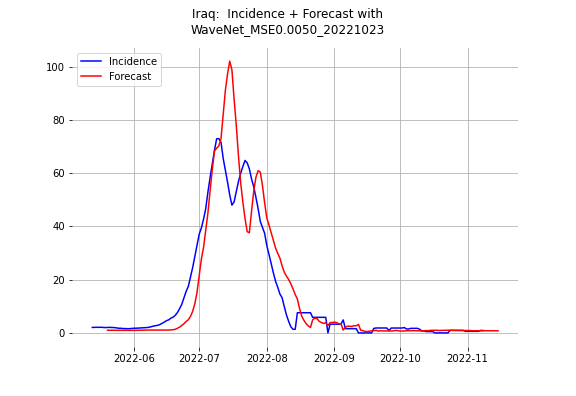 Iraq:  Incidence + Forecast with
WaveNet_MSE0.0050_20221023
Incidence
Forecast
100
80
60
40
20
0
2022-06 2022-07 2022-08 2022-09 2022-10 2022-11